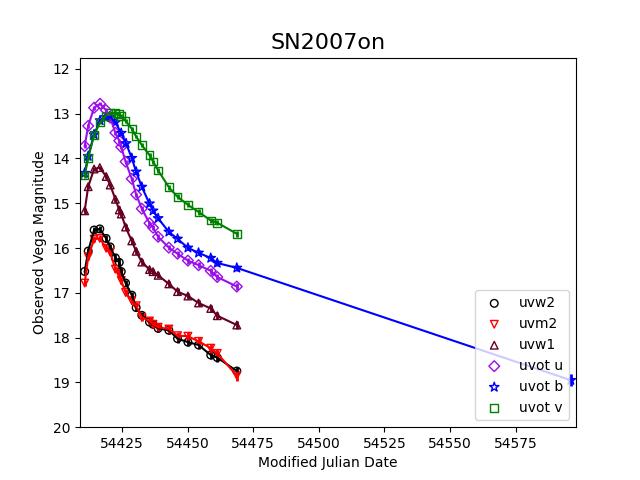 SN2007on
12
13
14
15
16
17
18
19
20
Observed Vega Magnitude
54425
54450
54475
54500
54525
54550
54575
Modified Julian Date
uvw2
uvm2
uvw1
uvot u
uvot b
uvot v